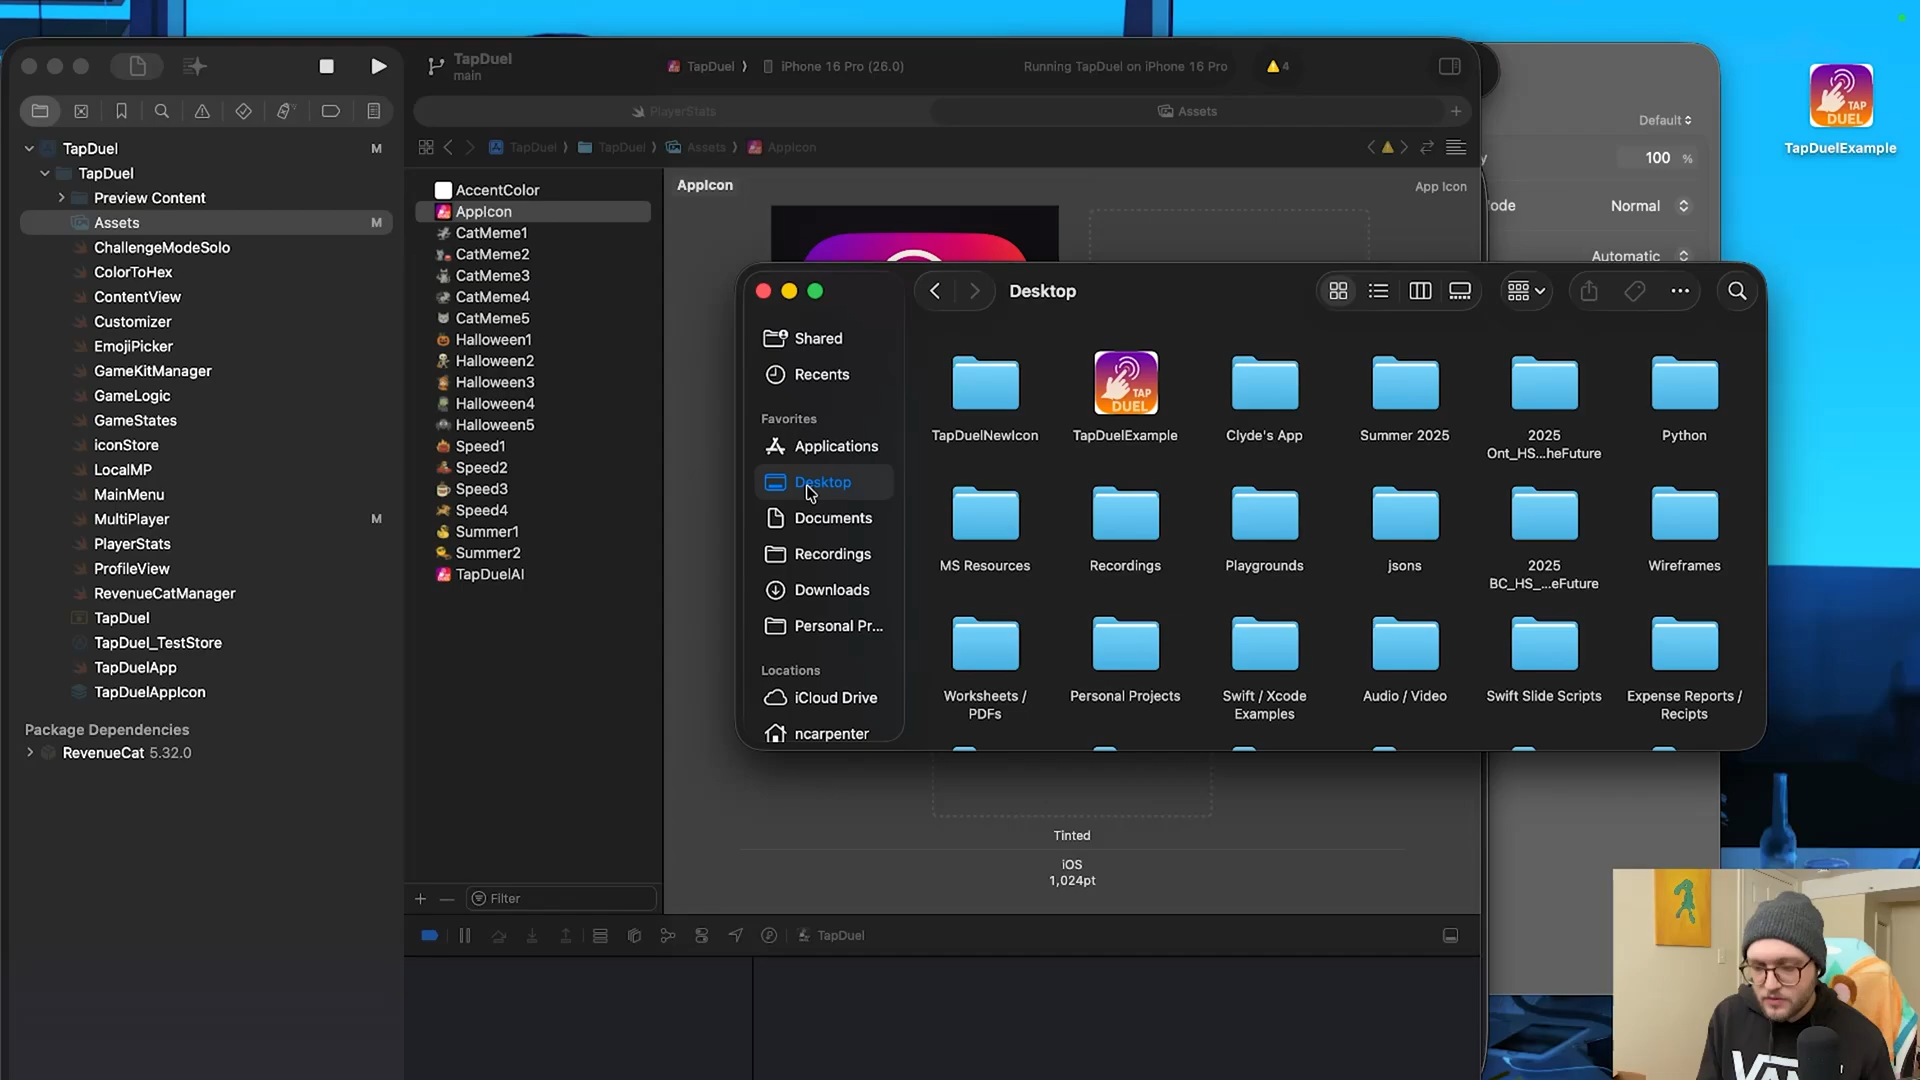 TapDuel
main
TapDuel
iPhone 16 Pro (26.0)
Running TapDuel on iPhone 16 Pro
4
TAP
DUEL
TapDuelExample
PlayerStats
Assets
TapDuel
TapDuel
Assets
AppIcon
TapDuel
M
TapDuel
Preview Content
Assets
M
ChallengeModeSolo
ColorToHex
ContentView
Customizer
EmojiPicker
GameKitManager
GameLogic
GameStates
iconStore
LocalMP
MainMenu
MultiPlayer
M
PlayerStats
ProfileView
RevenueCatManager
TapDuel
TapDuel_TestStore
TapDuelApp
TapDuelAppIcon
Package Dependencies
RevenueCat 5.32.0
AccentColor
AppIcon
CatMeme1
CatMeme2
CatMeme3
CatMeme4
CatMeme5
Halloween1
Halloween2
Halloween3
Halloween4
Halloween5
Speed1
Speed2
Speed3
Speed4
Summer1
Summer2
TapDuelAI
Filter
AppIcon
App Icon
Default
100 %
Normal
Automatic
Desktop
Shared
Recents
Favorites
Applications
Desktop
Documents
Recordings
Downloads
Personal Pr...
Locations
iCloud Drive
ncarpenter
TapDuelNewIcon
TAP
DUEL
TapDuelExample
Clyde's App
Summer 2025
2025
Ont_HS...heFuture
Python
MS Resources
Recordings
Playgrounds
jsons
2025
BC_HS_...eFuture
Wireframes
Worksheets /
PDFs
Personal Projects
Swift / Xcode
Examples
Audio / Video
Swift Slide Scripts
Expense Reports /
Recipts
Tinted
iOS
1,024pt
TapDuel